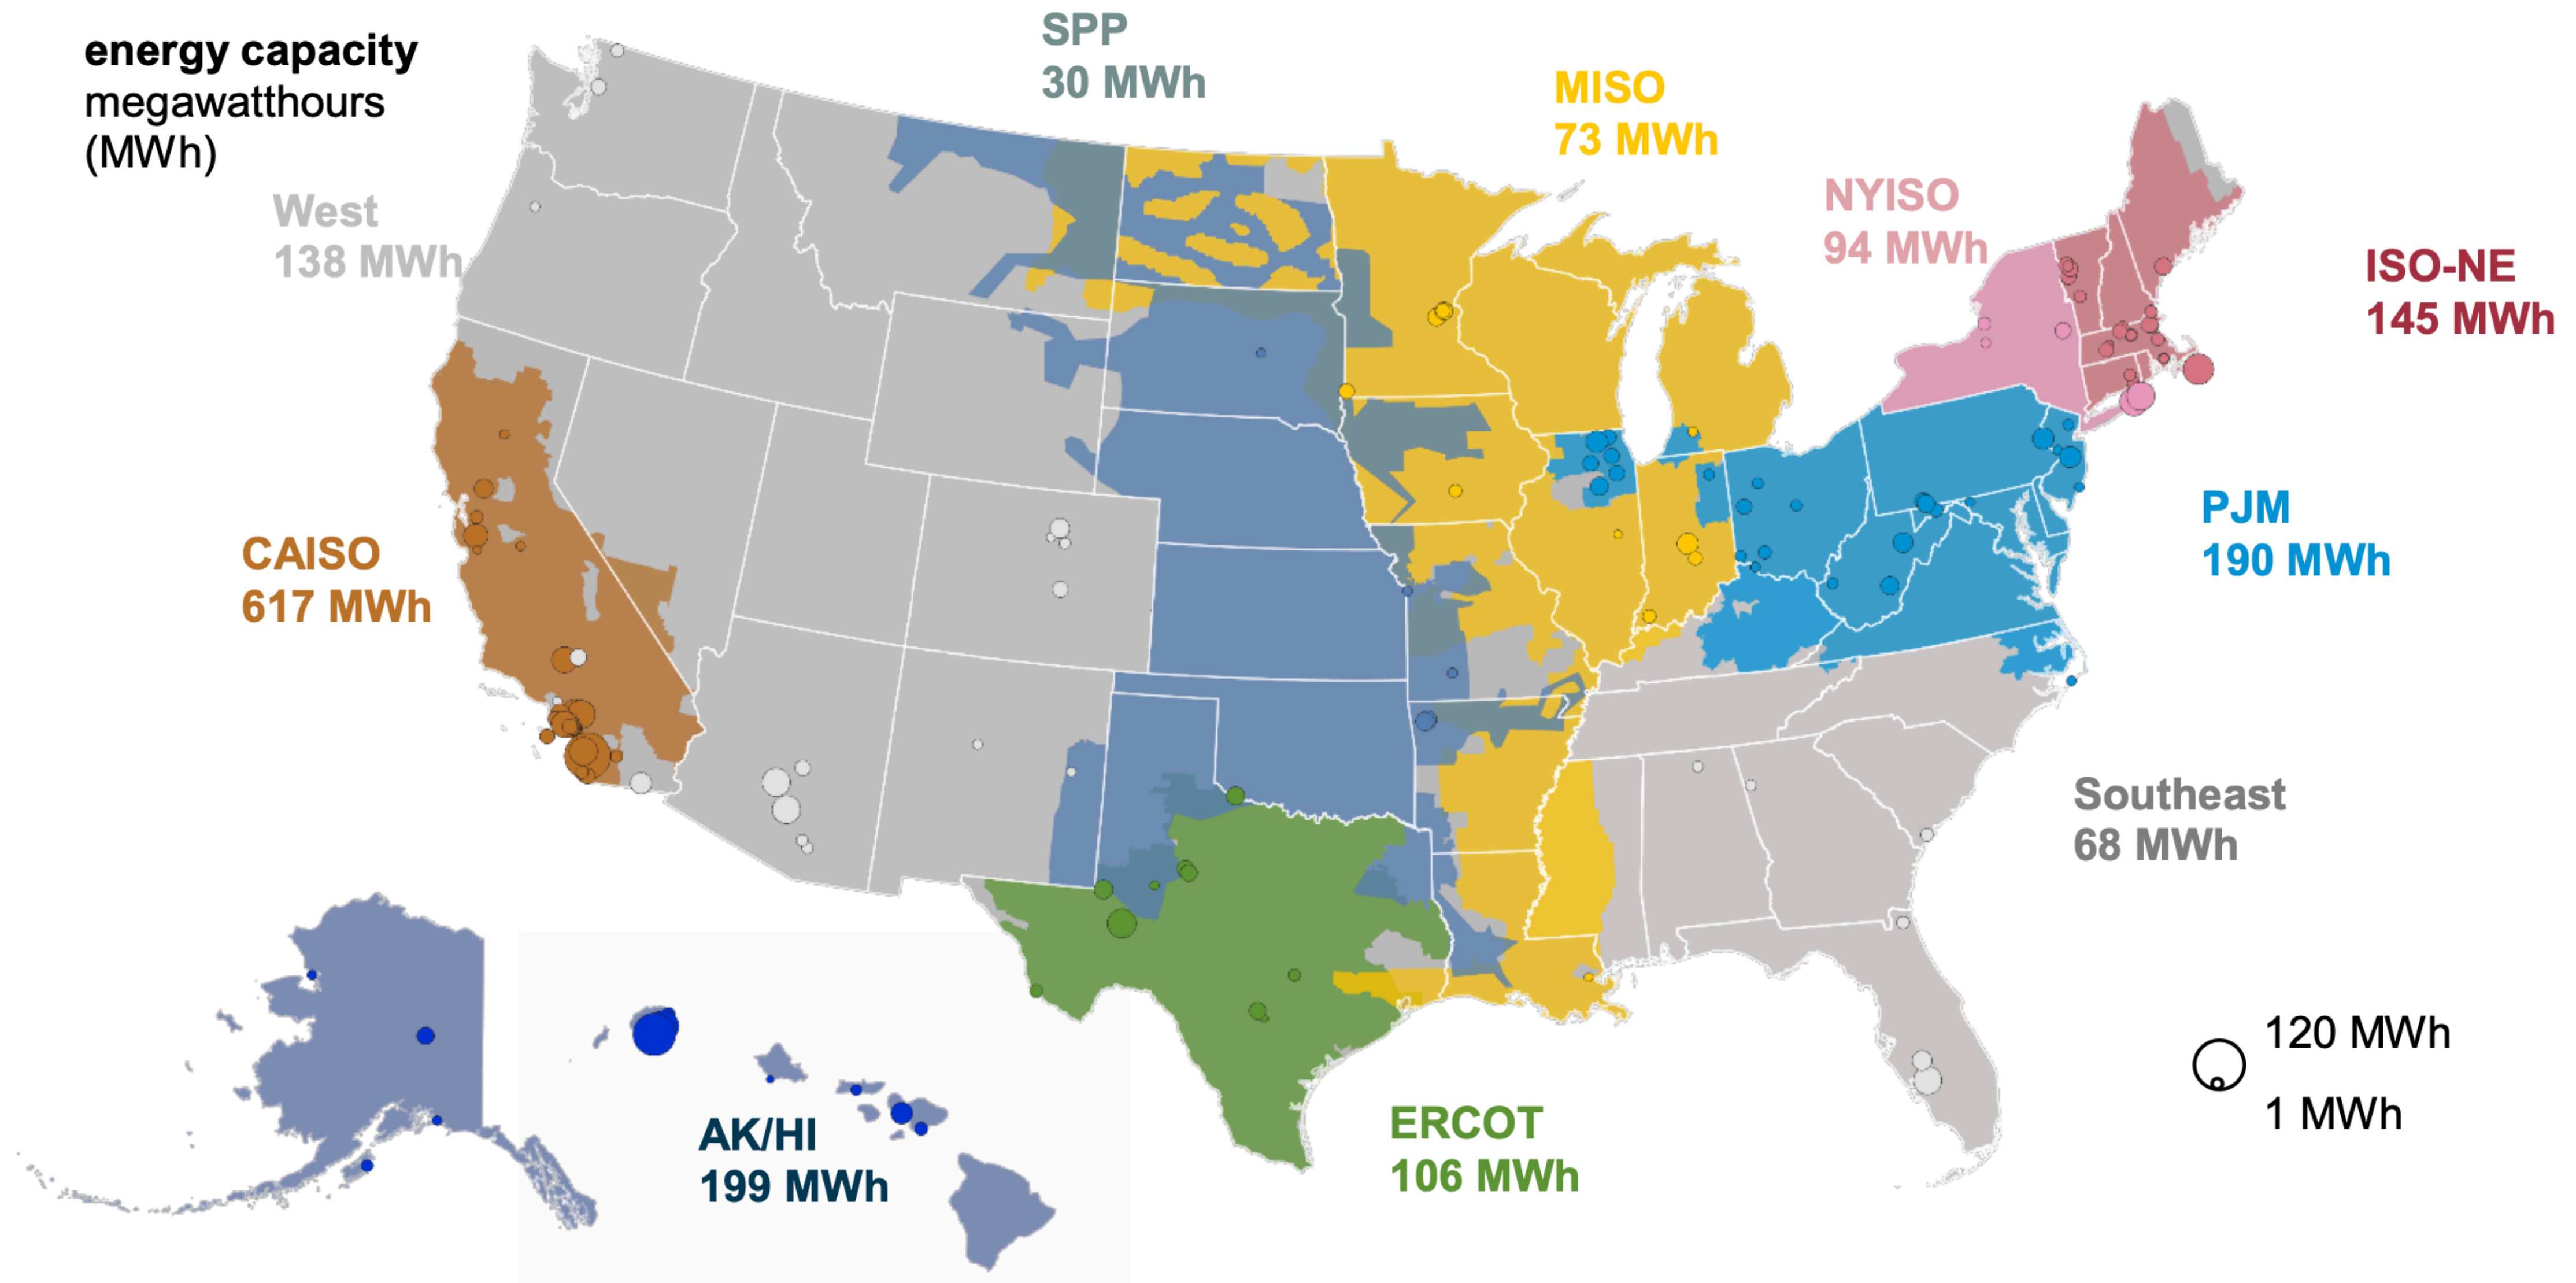 energy capacity
megawatthours
(MWh)
SPP
30 MWh
MISO
73 MWh
West
138 MWh
NYISO
94 MWh
ISO-NE
145 MWh
CAISO
617 MWh
PJM
190 MWh
Southeast
68 MWh
AK/HI
199 MWh
ERCOT
106 MWh
120 MWh
1 MWh